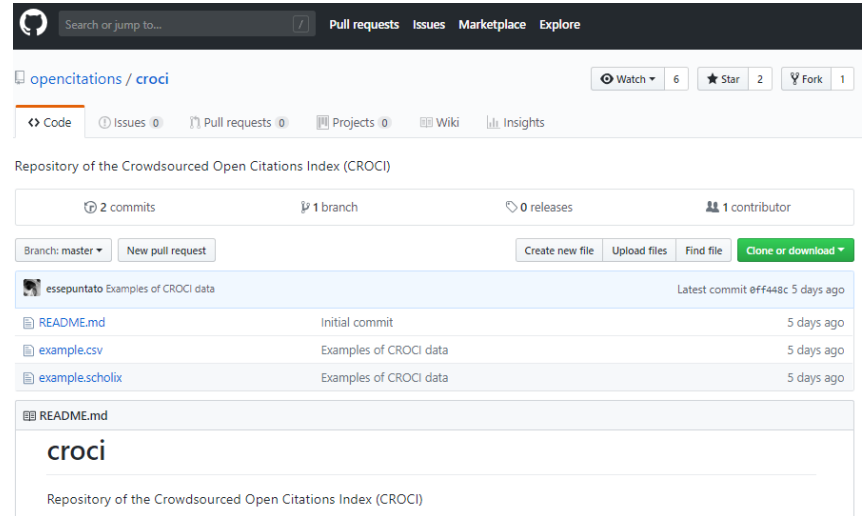 Search or jump to... / Pull requests Issues Marketplace Explore
opencitations / croci Watch 6 Star 2 Fork 1
Code Issues 0 Pull requests 0 Projects 0 Wiki Insights
Repository of the Crowdsourced Open Citations Index (CROCI)
2 commits 1 branch 0 releases 1 contributor
Branch: master New pull request Create new file Upload files Find file Clone or download
essepuntato Examples of CROCI data Latest commit eff448c 5 days ago
README.md Initial commit 5 days ago
example.csv Examples of CROCI data 5 days ago
example.scholix Examples of CROCI data 5 days ago
README.md
croci
Repository of the Crowdsourced Open Citations Index (CROCI)